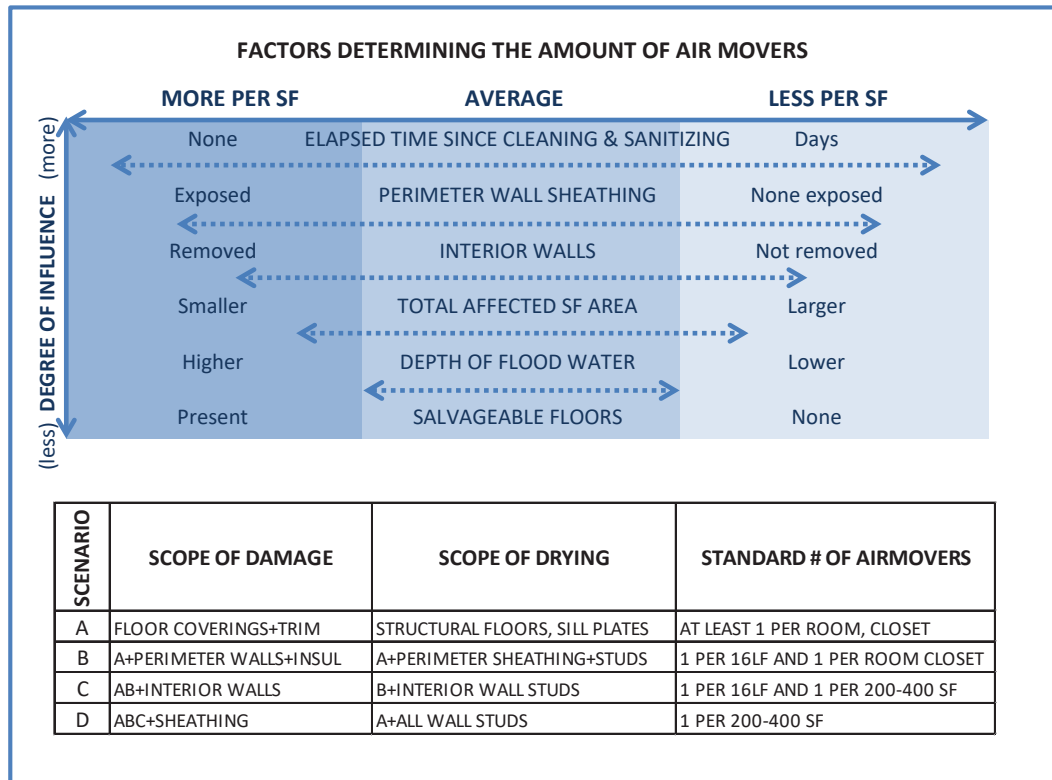 FACTORS DETERMINING THE AMOUNT OF AIR MOVERS
MORE PER SF AVERAGE LESS PER SF
(less) DEGREE OF INFLUENCE (more)
None ELAPSED TIME SINCE CLEANING & SANITIZING Days
Exposed PERIMETER WALL SHEATHING None exposed
Removed INTERIOR WALLS Not removed
Smaller TOTAL AFFECTED SF AREA Larger
Higher DEPTH OF FLOOD WATER Lower
Present SALVAGEABLE FLOORS None
SCENARIO SCOPE OF DAMAGE SCOPE OF DRYING STANDARD # OF AIRMOVERS
A FLOOR COVERINGS+TRIM STRUCTURAL FLOORS, SILL PLATES AT LEAST 1 PER ROOM, CLOSET
B A+PERIMETER WALLS+INSUL A+PERIMETER SHEATHING+STUDS 1 PER 16LF AND 1 PER ROOM CLOSET
C AB+INTERIOR WALLS B+INTERIOR WALL STUDS 1 PER 16LF AND 1 PER 200-400 SF
D ABC+SHEATHING A+ALL WALL STUDS 1 PER 200-400 SF